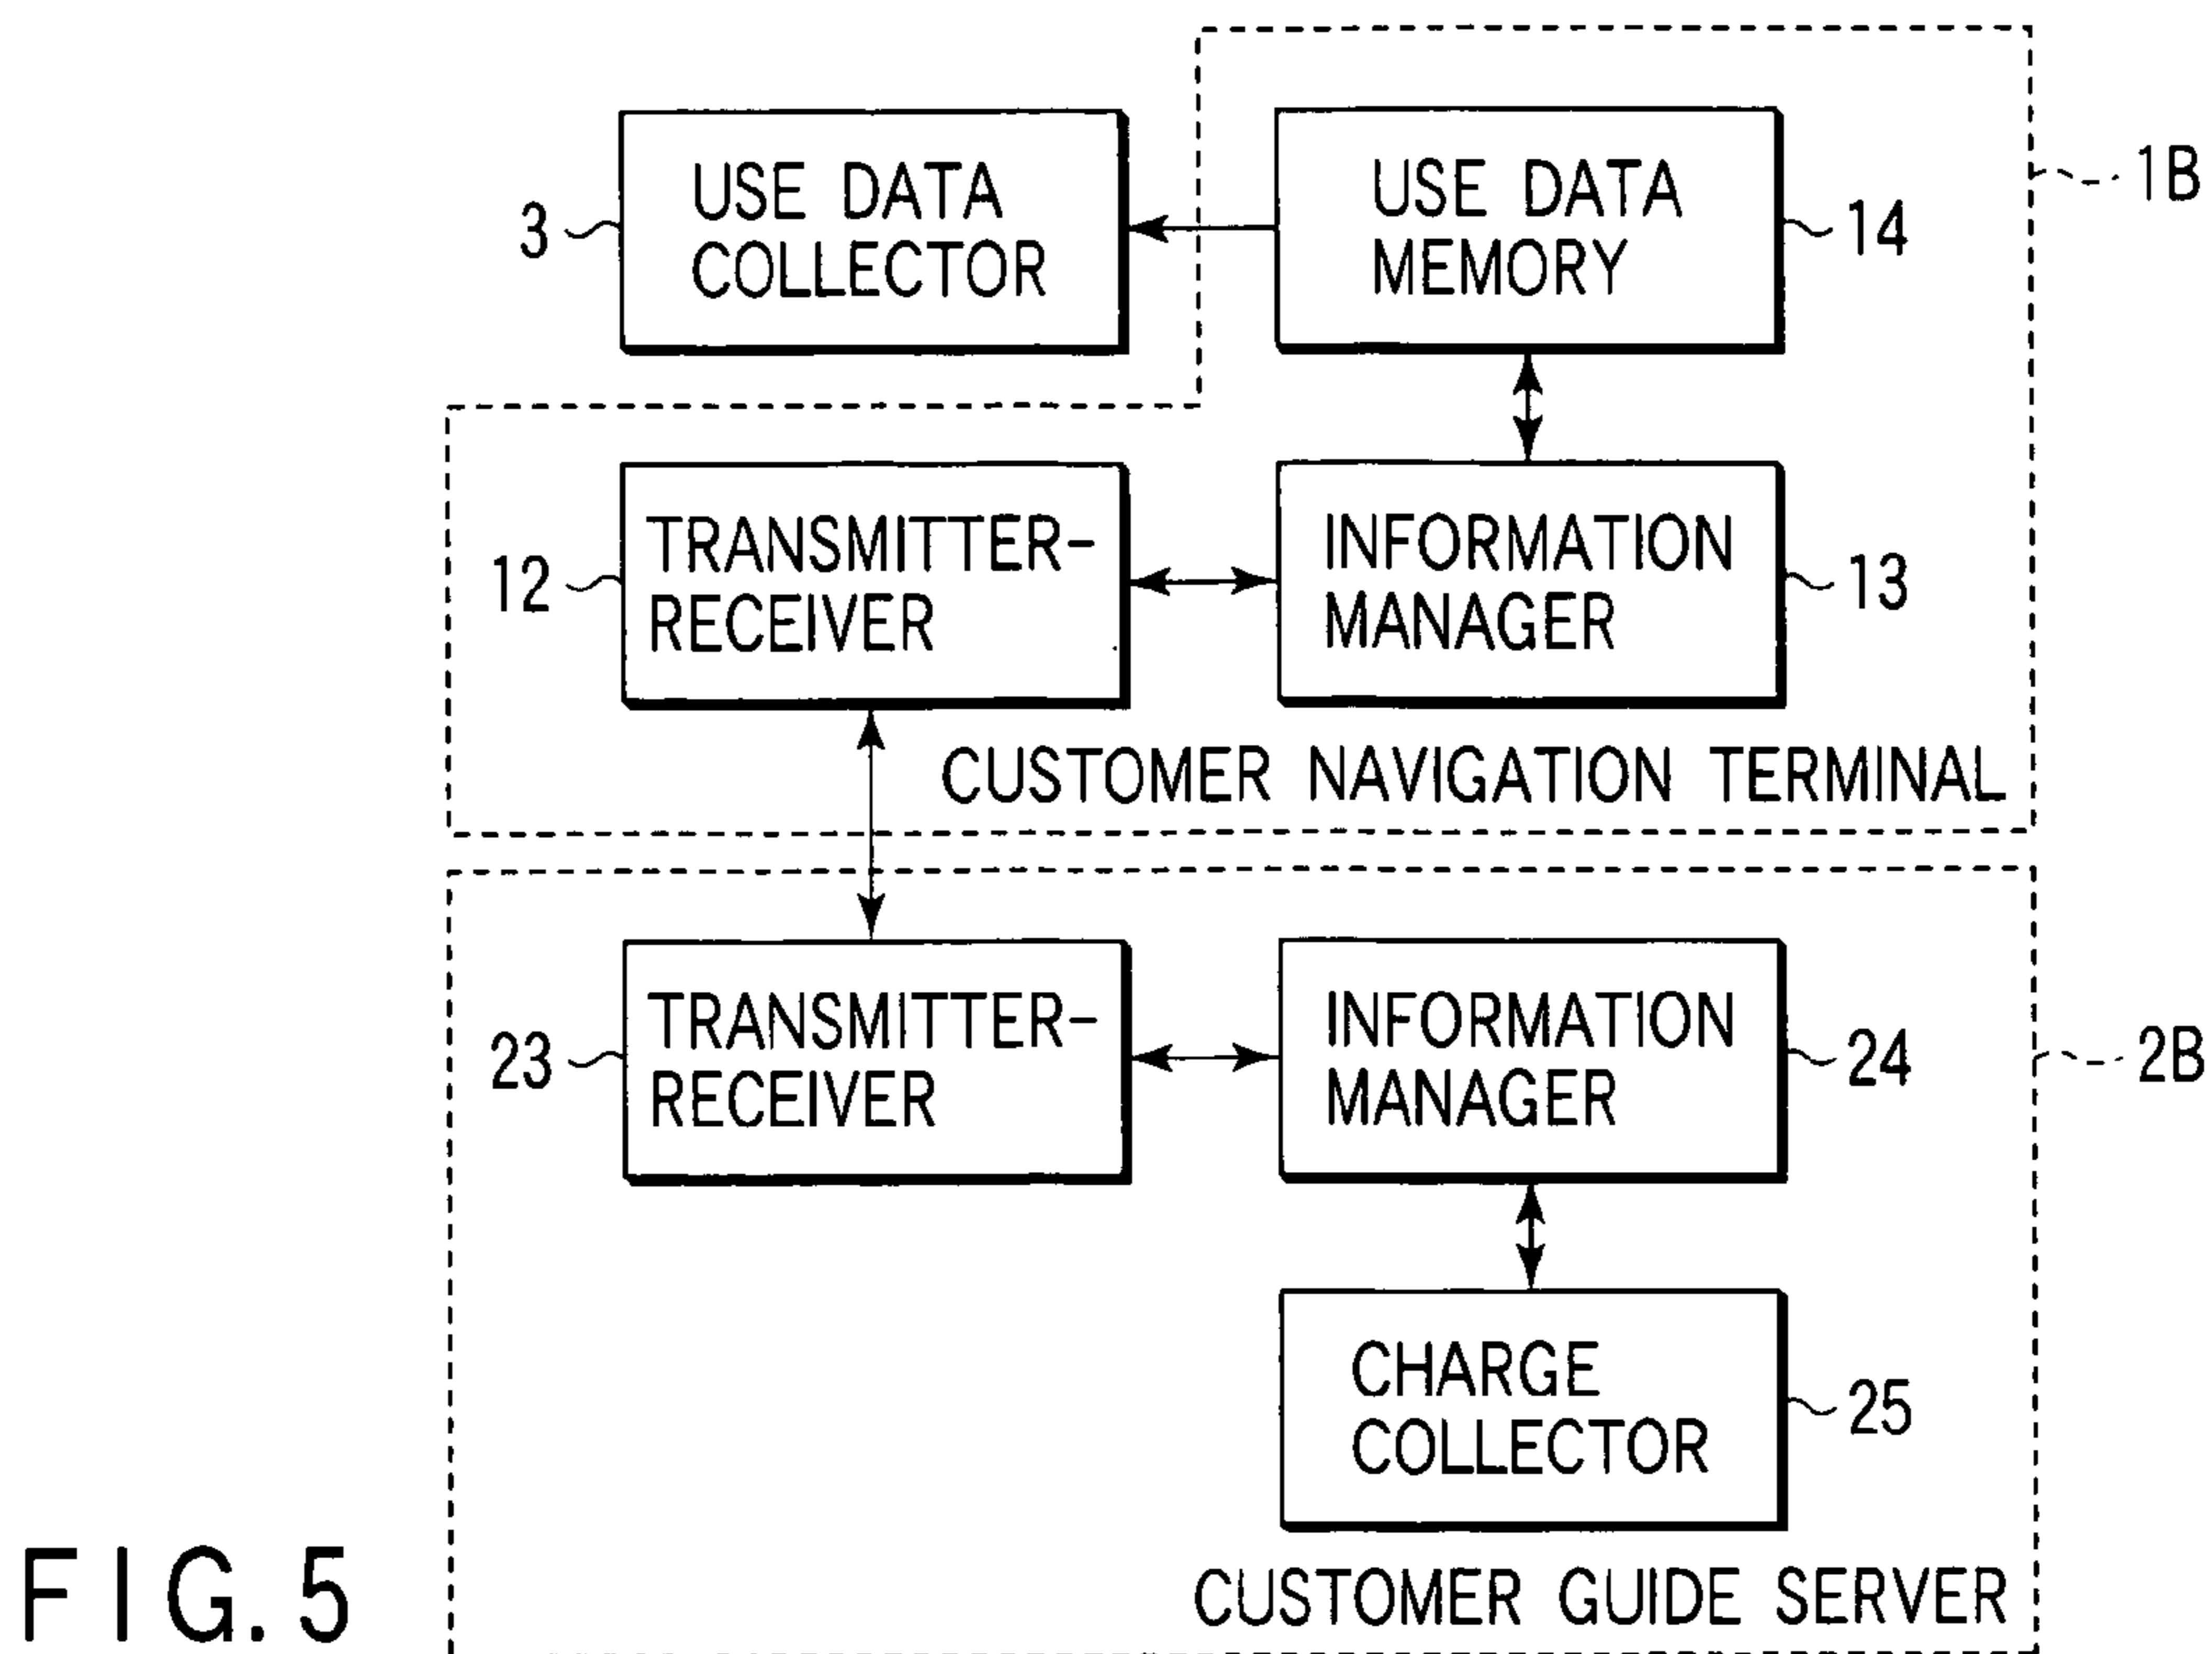 USE DATA
COLLECTOR
3
USE DATA
MEMORY
14
1B
TRANSMITTER-
RECEIVER
12
INFORMATION
MANAGER
13
CUSTOMER NAVIGATION TERMINAL
TRANSMITTER-
RECEIVER
23
INFORMATION
MANAGER
24
2B
CHARGE
COLLECTOR
25
CUSTOMER GUIDE SERVER
FIG. 5